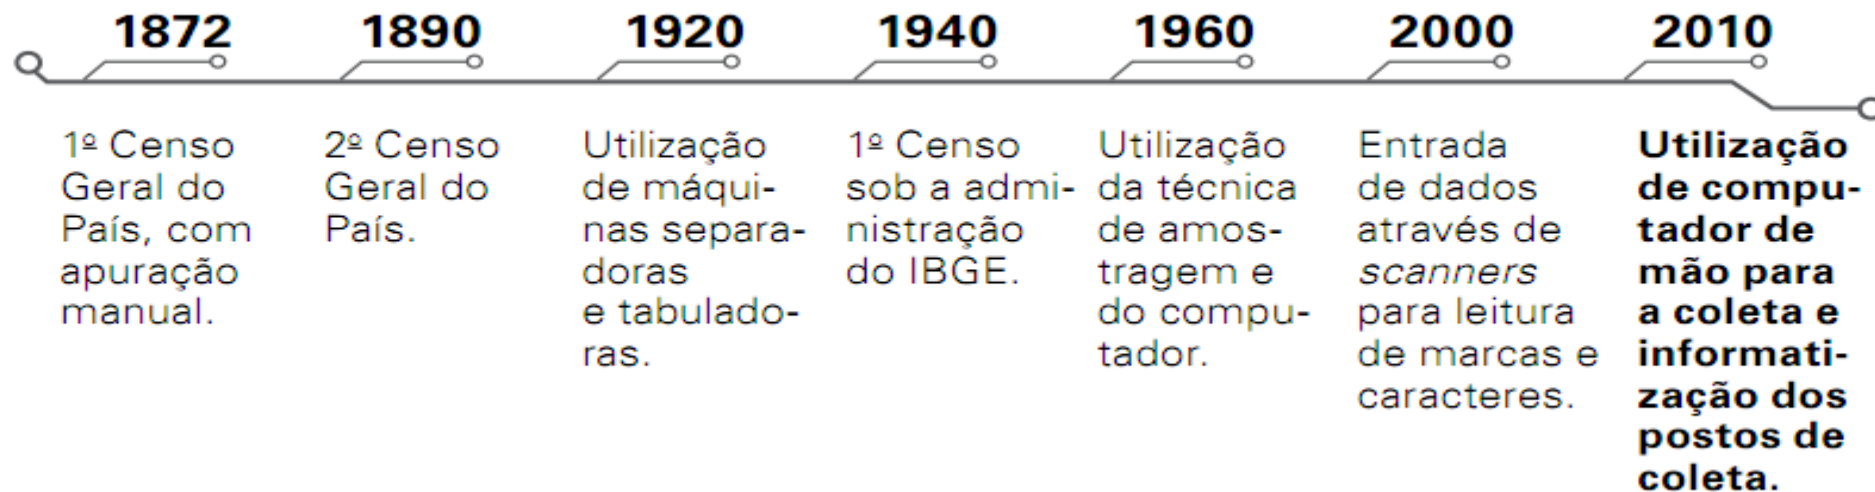 1872
1º Censo
Geral do
País, com
apuração
manual.
1890
2º Censo
Geral do
País.
1920
Utilização
de máqui-
nas separa-
doras
e tabulado-
ras.
1940
1º Censo
sob a admi-
nistração
do IBGE.
1960
Utilização
da técnica
de amos-
tragem e
do compu-
tador.
2000
Entrada
de dados
através de
scanners
para leitura
de marcas e
caracteres.
2010
Utilização
de compu-
tador de
mão para
a coleta e
informati-
zação dos
postos de
coleta.